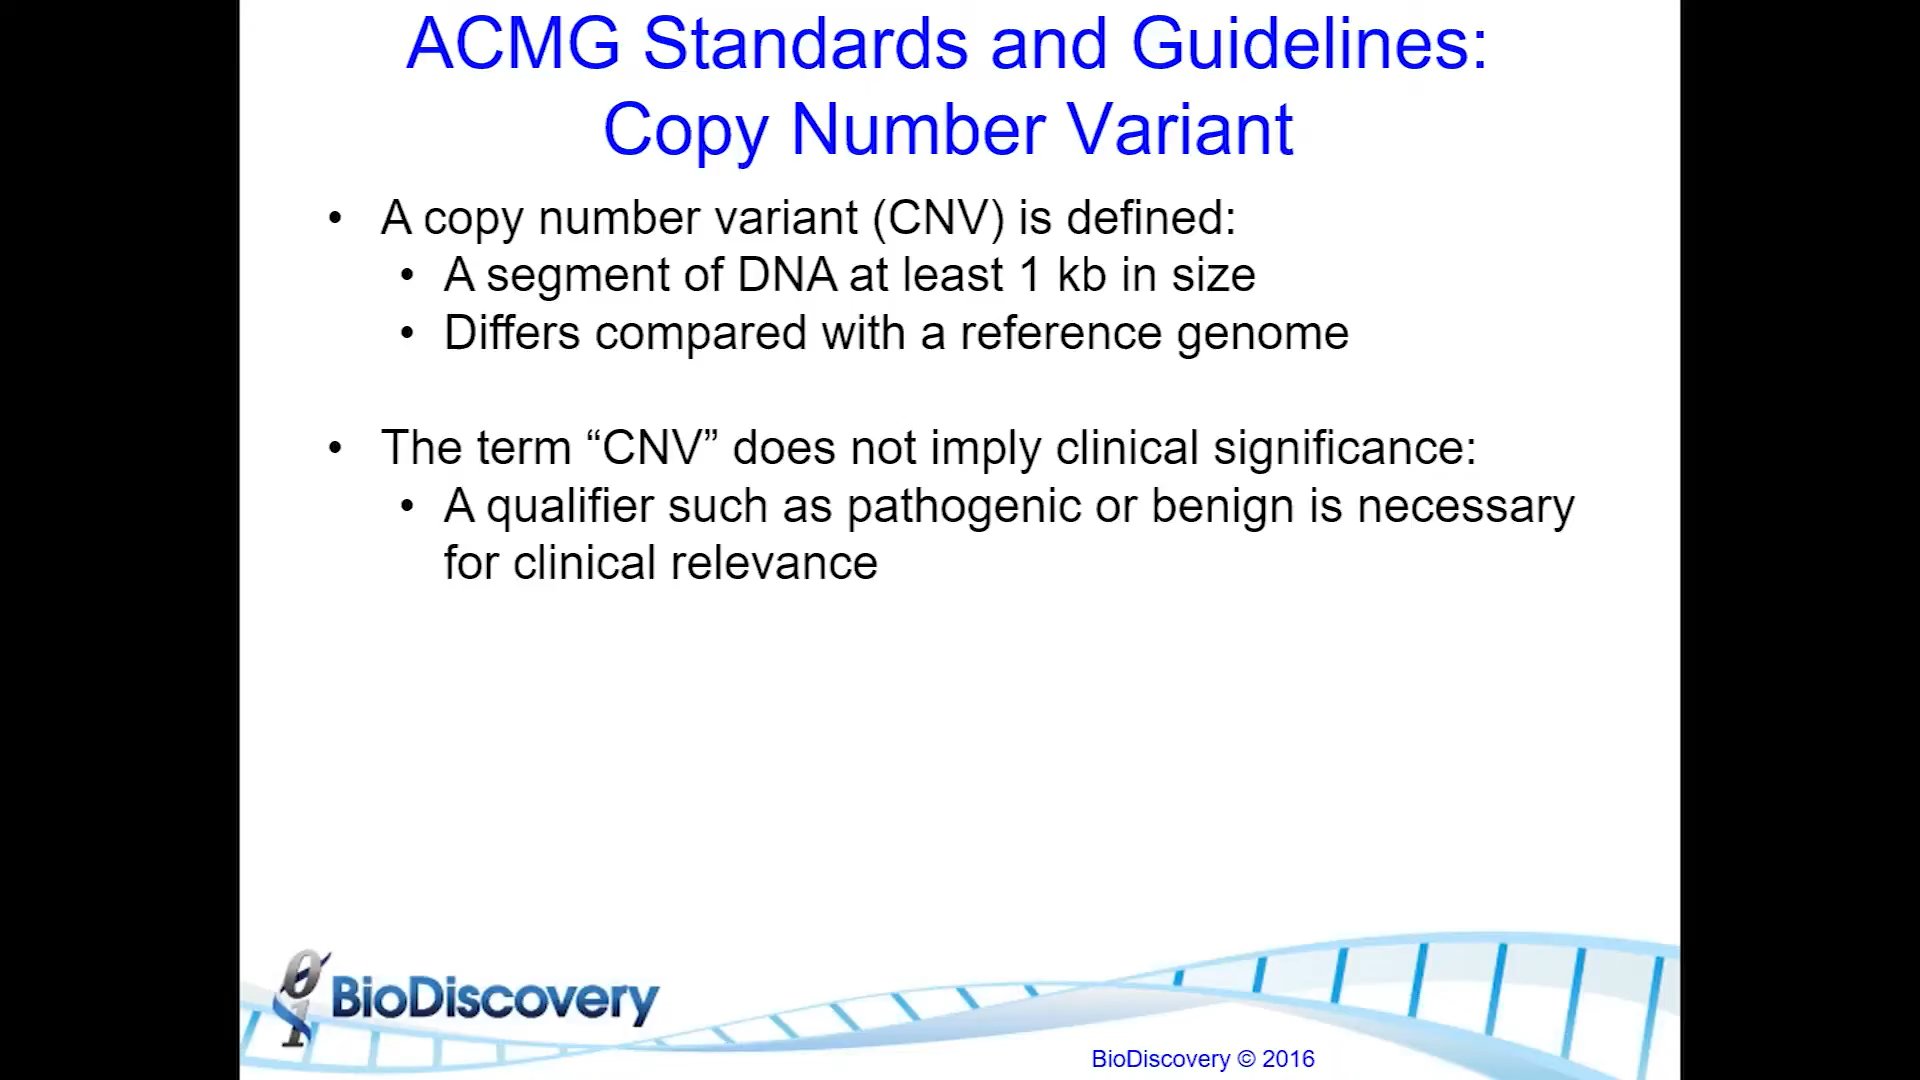 ACMG Standards and Guidelines:
Copy Number Variant
• A copy number variant (CNV) is defined:
• A segment of DNA at least 1 kb in size
• Differs compared with a reference genome
• The term “CNV” does not imply clinical significance:
• A qualifier such as pathogenic or benign is necessary
for clinical relevance
01
BioDiscovery
BioDiscovery © 2016